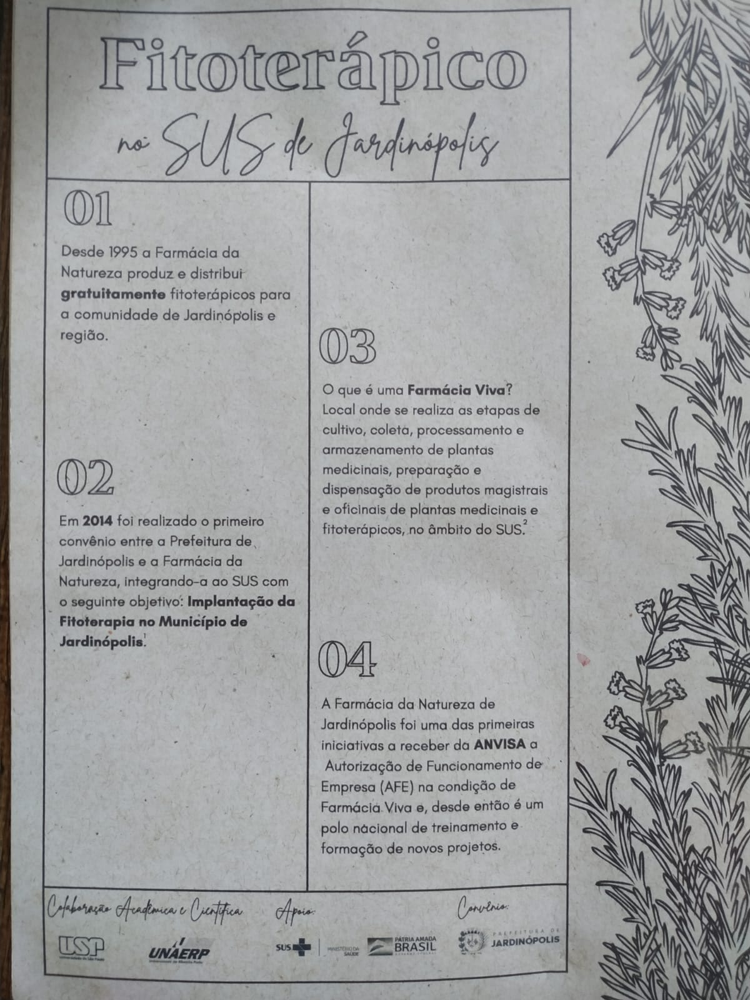 Fitoterápico
no SUS de Jardinópolis
01
Desde 1995 a Farmácia da
Natureza produz e distribui
gratuitamente fitoterápicos para
a comunidade de Jardinópolis e
região.
02
Em 2014 foi realizado o primeiro
convênio entre a Prefeitura de
Jardinópolis e a Farmácia da
Natureza, integrando-a ao SUS com
o seguinte objetivo: Implantação da
Fitoterapia no Município de
Jardinópolis.¹
03
O que é uma Farmácia Viva?
Local onde se realiza as etapas de
cultivo, coleta, processamento e
armazenamento de plantas
medicinais, preparação e
dispensação de produtos magistrais
e oficinais de plantas medicinais e
fitoterápicos, no âmbito do SUS.²
04
A Farmácia da Natureza de
Jardinópolis foi uma das primeiras
iniciativas a receber da ANVISA a
Autorização de Funcionamento de
Empresa (AFE) na condição de
Farmácia Viva e, desde então é um
polo nacional de treinamento e
formação de novos projetos.
Colaboração Acadêmica e Científica
USP
Universidade de São Paulo
UNAERP
Universidade de Ribeirão Preto
Apoio:
SUS
MINISTÉRIO DA
SAÚDE
PÁTRIA AMADA
BRASIL
GOVERNO FEDERAL
Convênio:
PREFEITURA DE
JARDINÓPOLIS